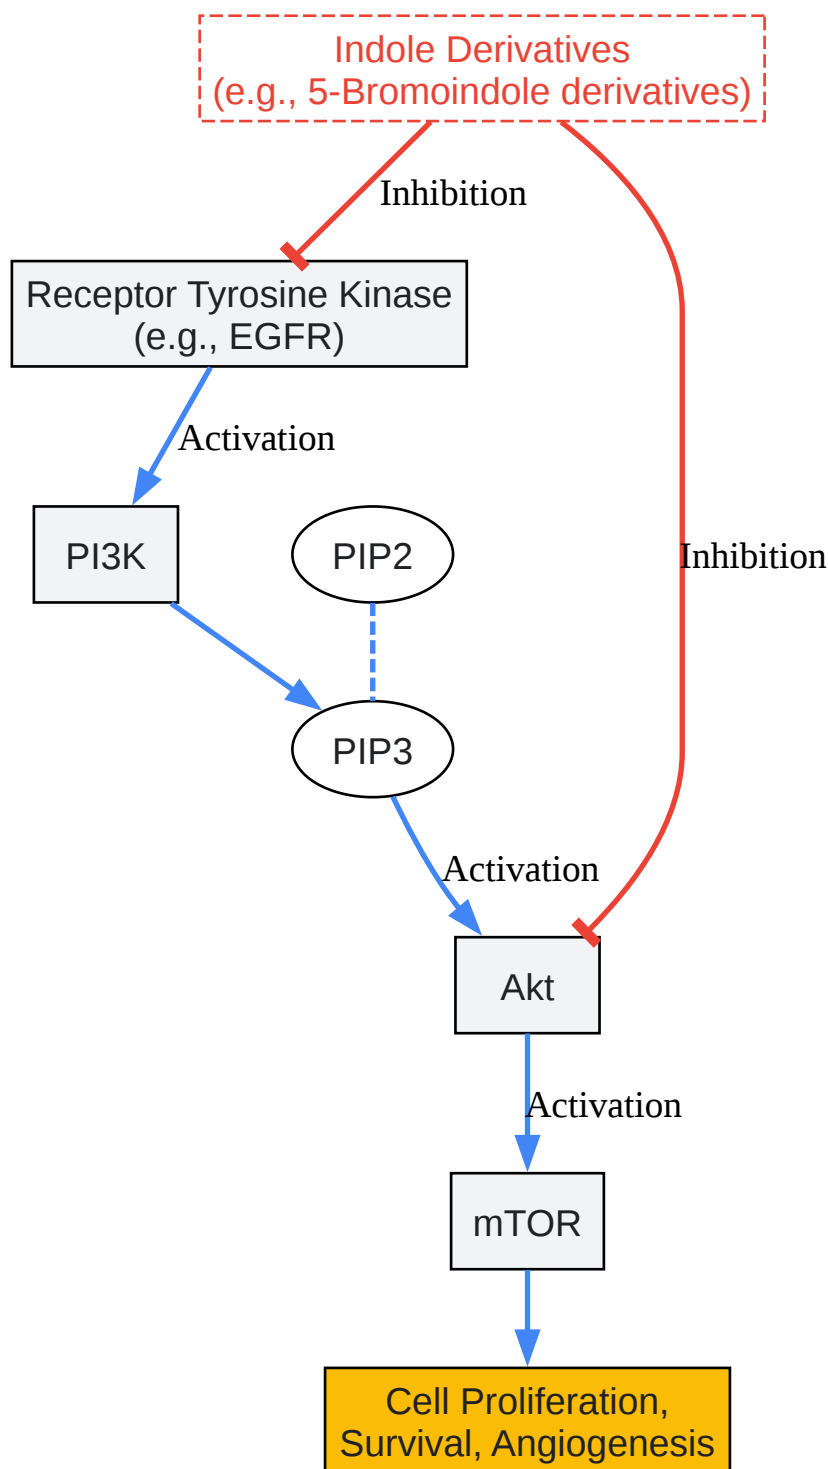 Indole Derivatives
(e.g., 5-Bromoindole derivatives)
Inhibition
Receptor Tyrosine Kinase
(e.g., EGFR)
Activation
PI3K
PIP2
Inhibition
PIP3
Activation
Akt
Activation
mTOR
Cell Proliferation,
Survival, Angiogenesis